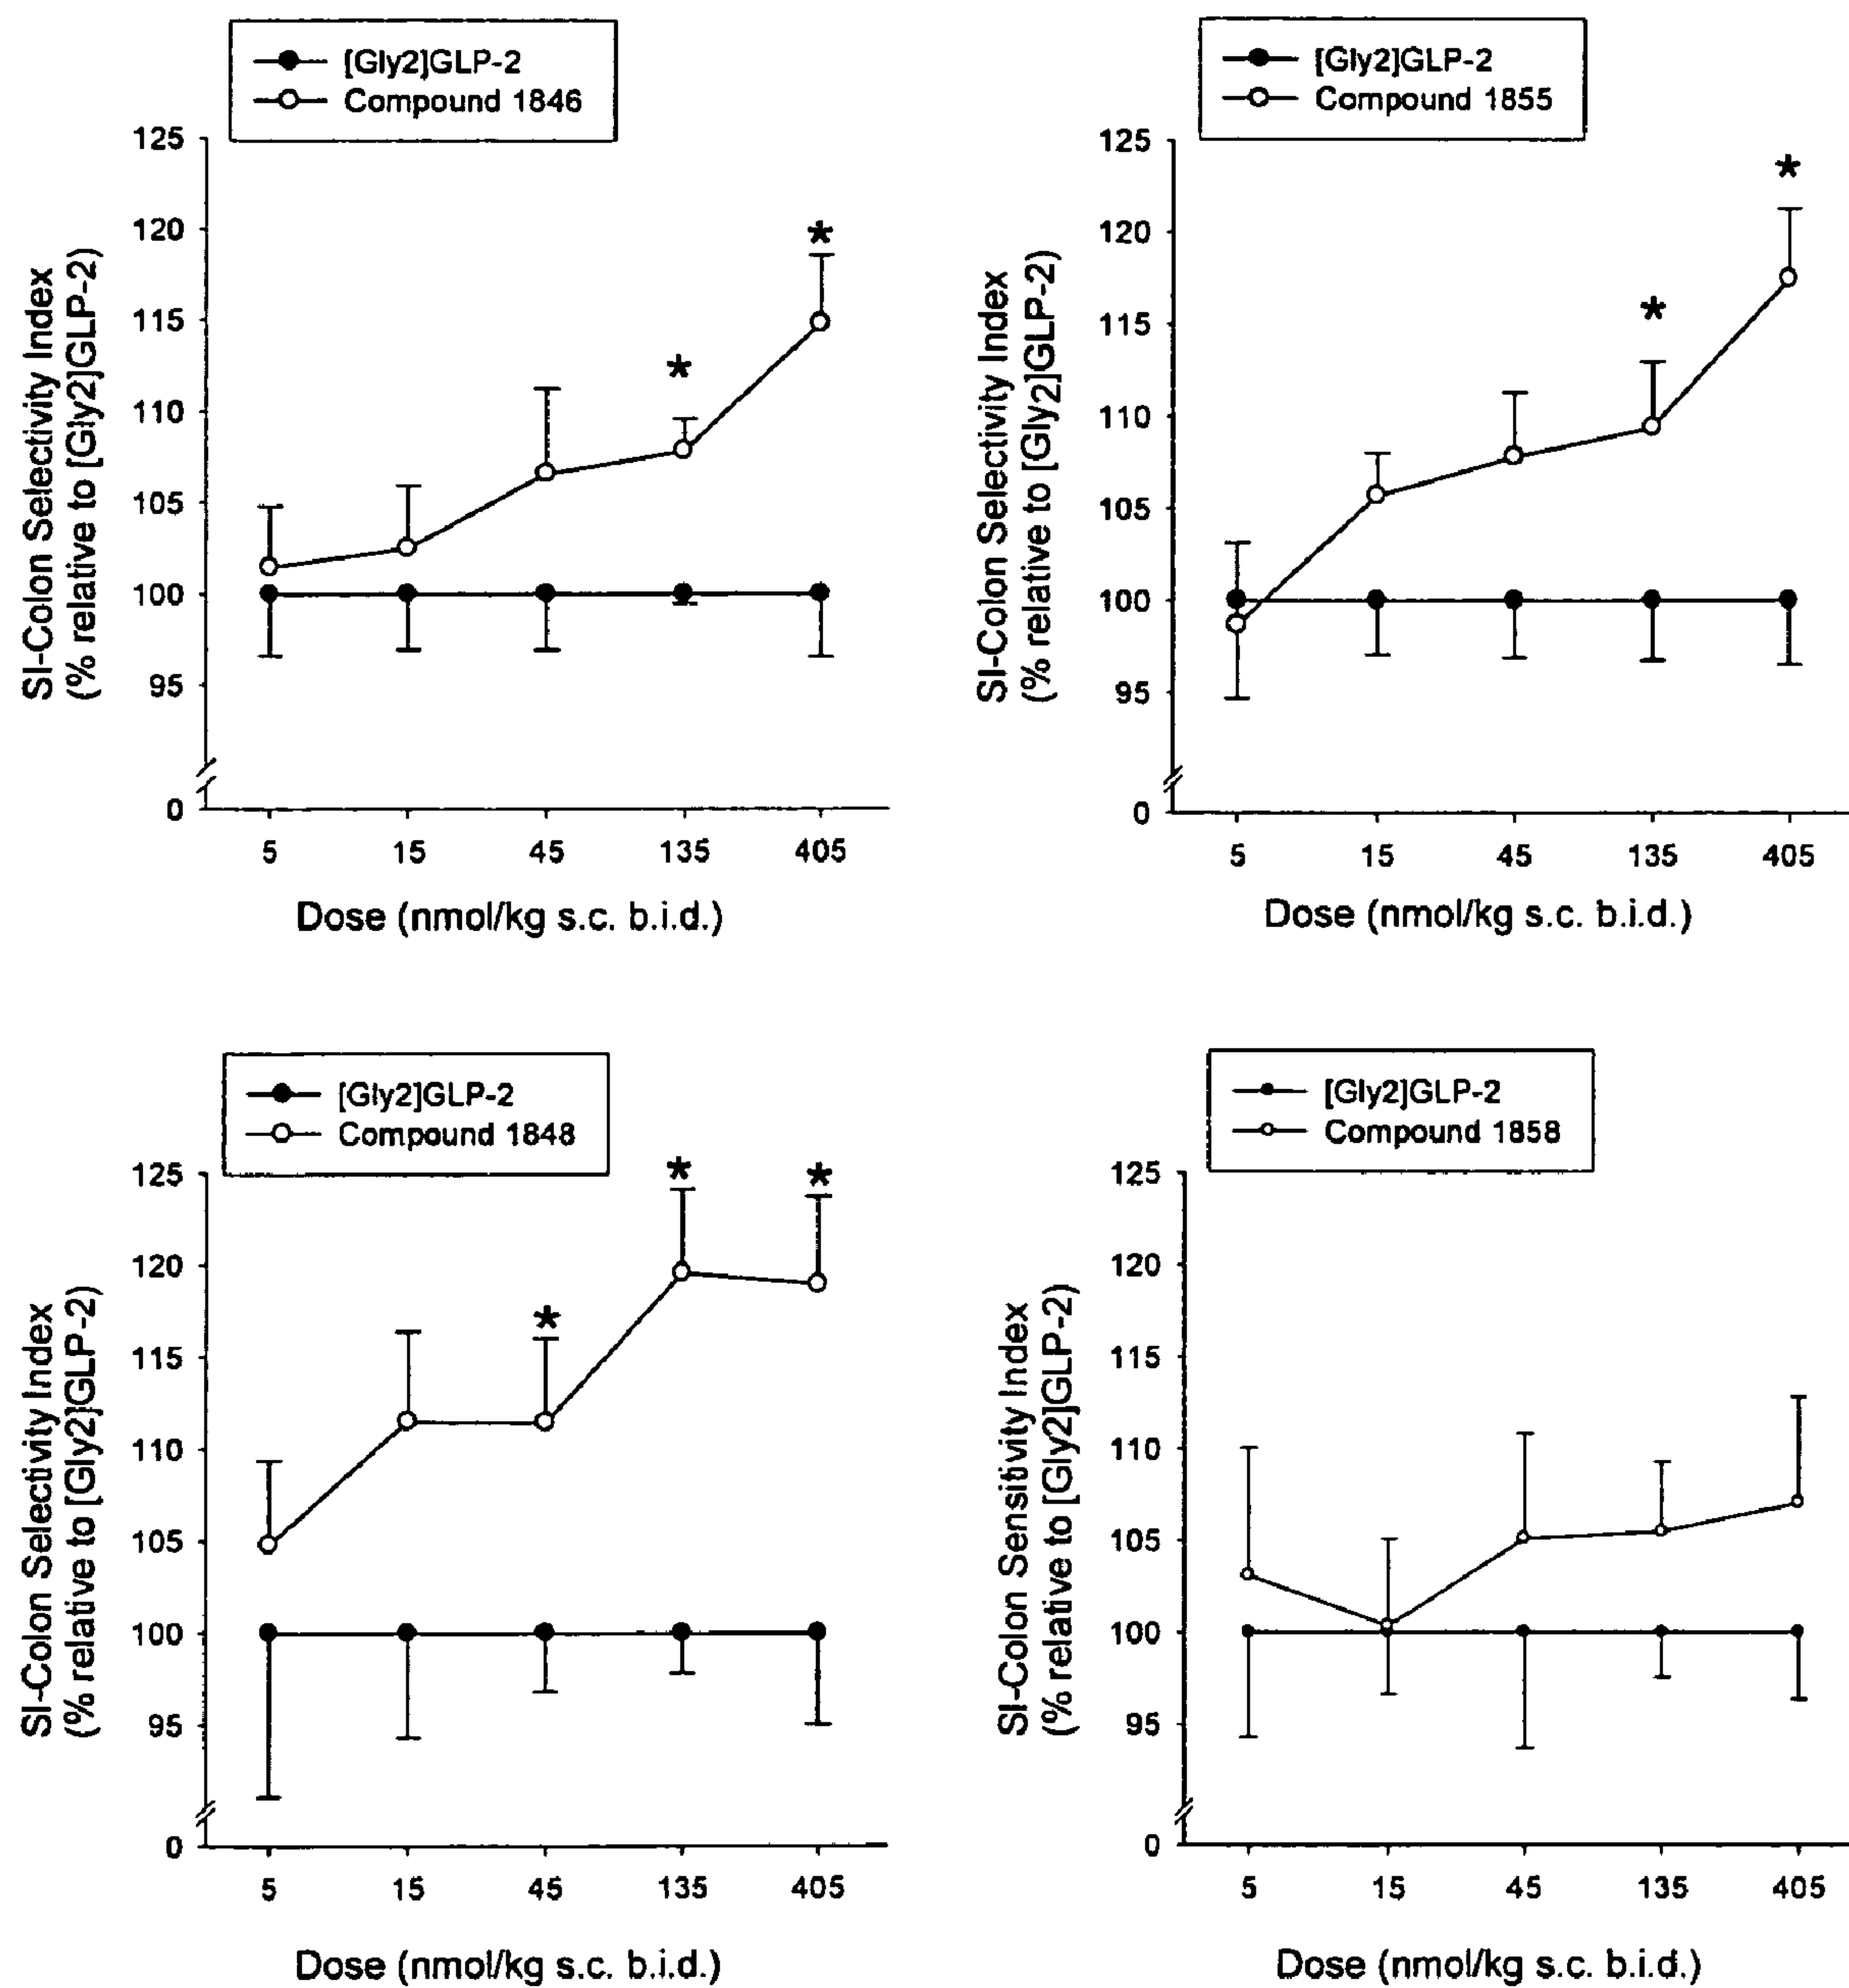 [Gly2]GLP-2
Compound 1846
125
120
115
110
105
100
95
0
SI-Colon Selectivity Index
(% relative to [Gly2]GLP-2)
5 15 45 135 405
Dose (nmol/kg s.c. b.i.d.)
*
*
[Gly2]GLP-2
Compound 1855
125
120
115
110
105
100
95
0
SI-Colon Selectivity Index
(% relative to [Gly2]GLP-2)
5 15 45 135 405
Dose (nmol/kg s.c. b.i.d.)
*
*
[Gly2]GLP-2
Compound 1848
125
120
115
110
105
100
95
0
SI-Colon Selectivity Index
(% relative to [Gly2]GLP-2)
5 15 45 135 405
Dose (nmol/kg s.c. b.i.d.)
*
*
*
[Gly2]GLP-2
Compound 1858
125
120
115
110
105
100
95
0
SI-Colon Sensitivity Index
(% relative to [Gly2]GLP-2)
5 15 45 135 405
Dose (nmol/kg s.c. b.i.d.)